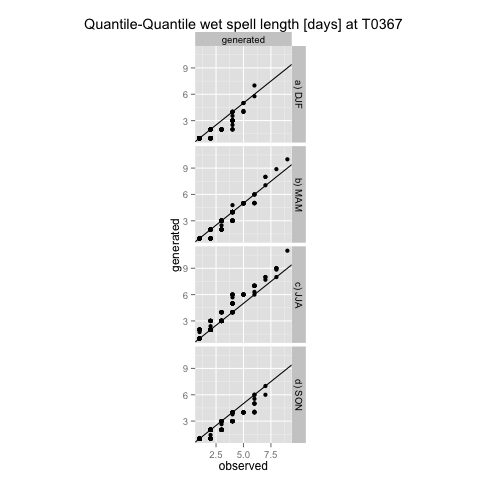 Quantile-Quantile wet spell length [days] at T0367
generated
9
6
3
a) DJF
9
6
3
b) MAM
generated
9
6
3
c) JJA
9
6
3
d) SON
2.5 5.0 7.5
observed